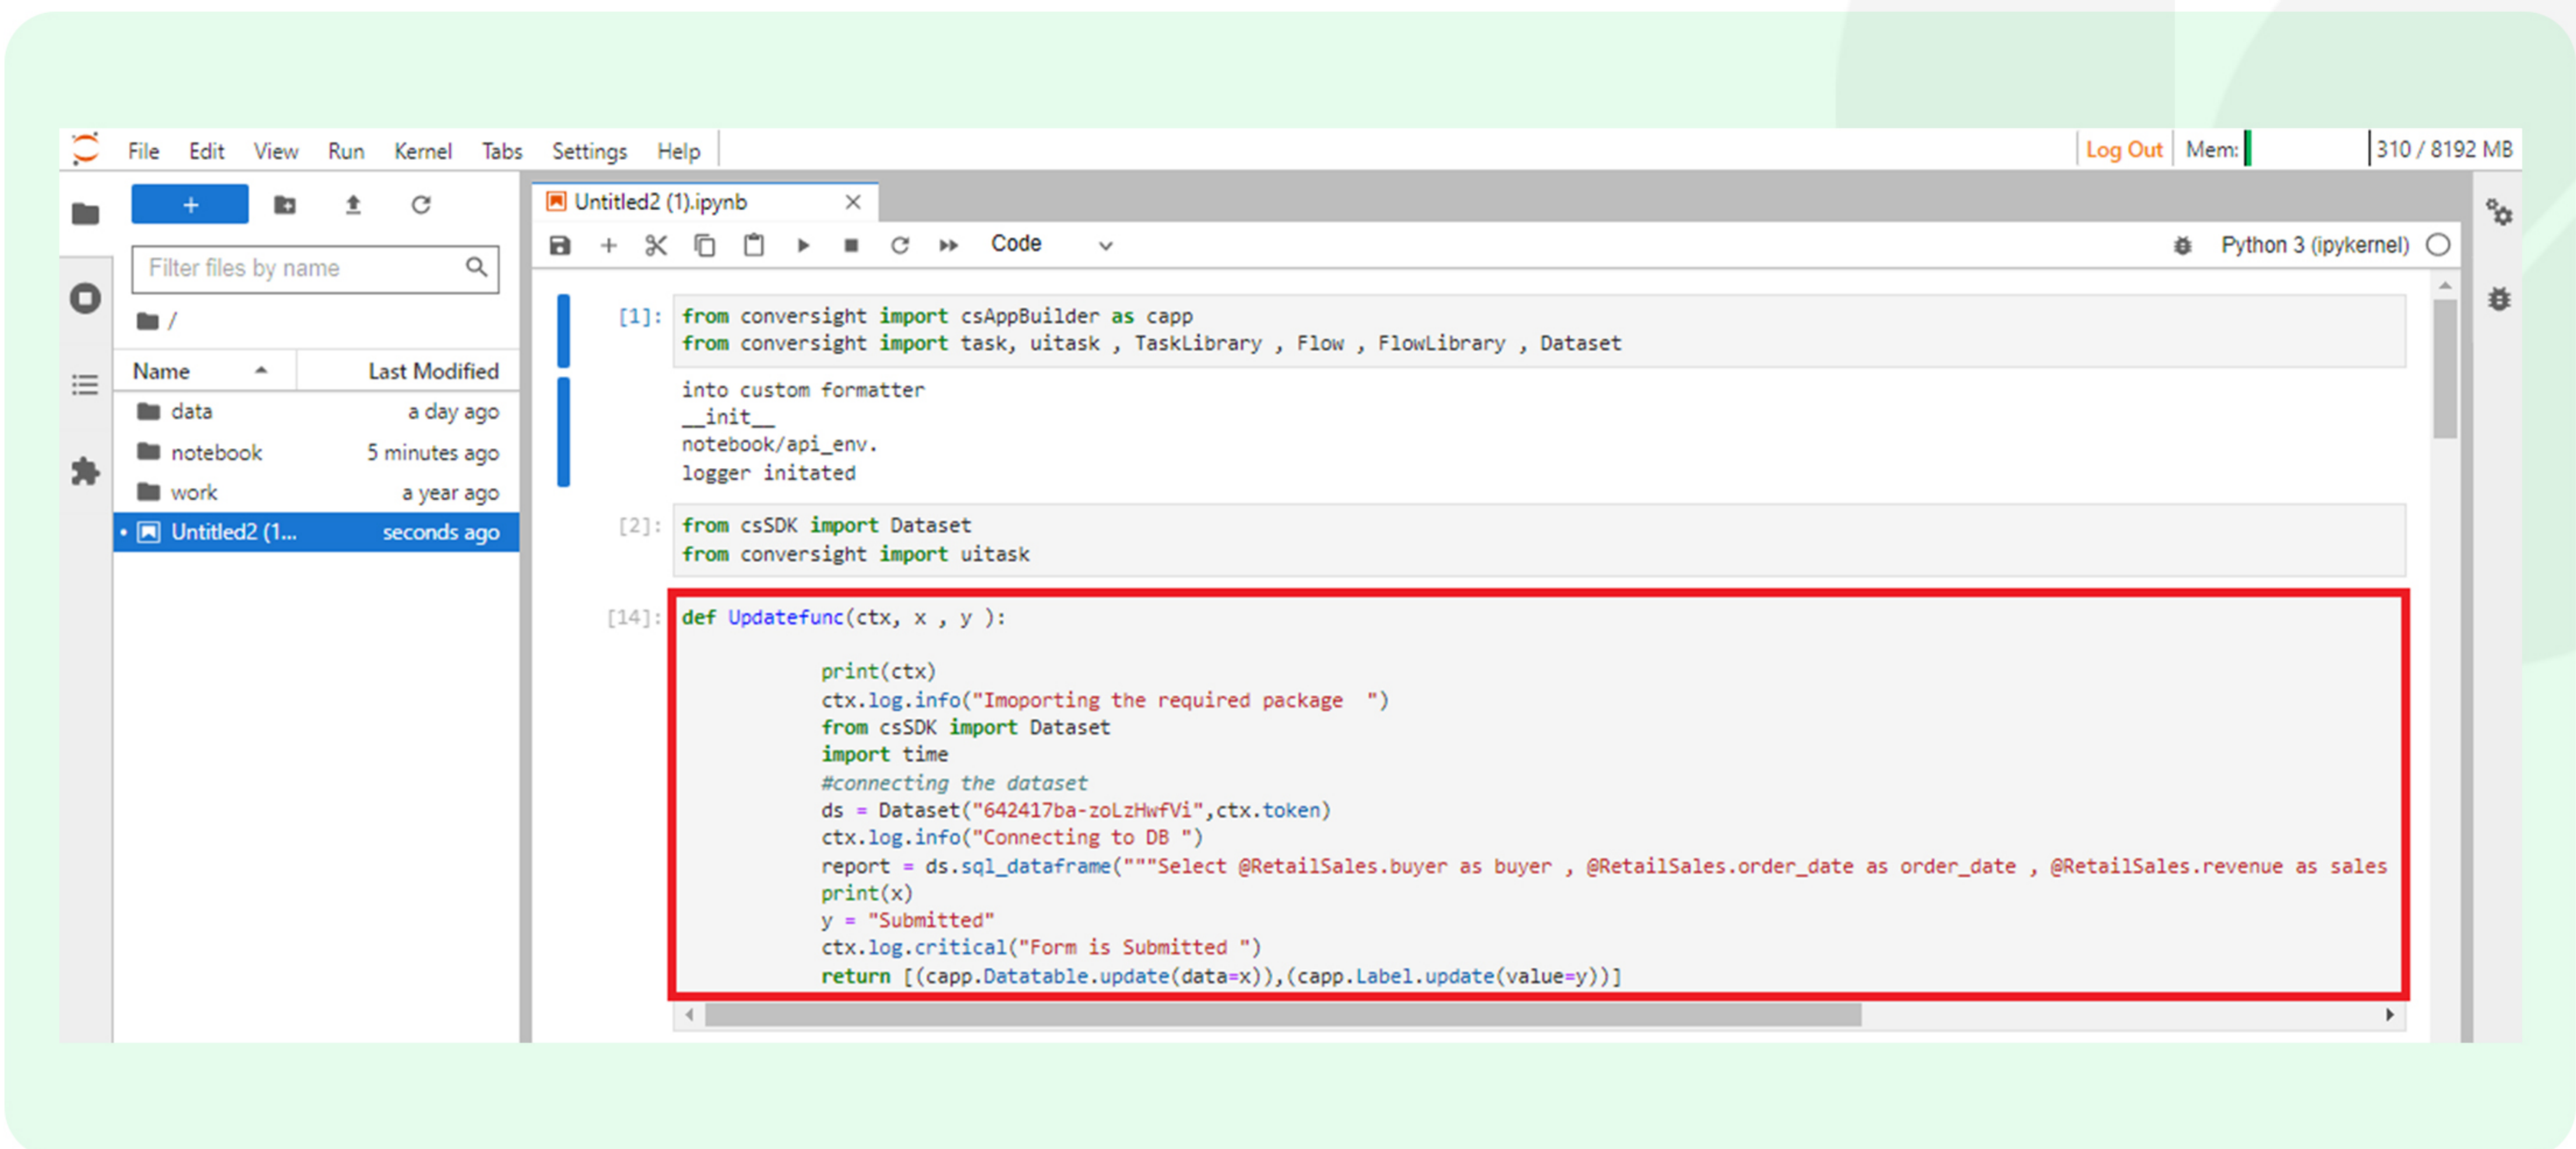 File Edit View Run Kernel Tabs Settings Help
Log Out Mem: 310 / 8192 MB
+
Filter files by name
/
Name Last Modified
data a day ago
notebook 5 minutes ago
work a year ago
Untitled2 (1... seconds ago
Untitled2 (1).ipynb
Code
Python 3 (ipykernel)
[1]: from conversight import csAppBuilder as capp
from conversight import task, uitask , TaskLibrary , Flow , FlowLibrary , Dataset
into custom formatter
__init__
notebook/api_env.
logger initated
[2]: from csSDK import Dataset
from conversight import uitask
[14]: def Updatefunc(ctx, x , y ):
print(ctx)
ctx.log.info("Imoporting the required package  ")
from csSDK import Dataset
import time
#connecting the dataset
ds = Dataset("642417ba-zoLzHwfVi",ctx.token)
ctx.log.info("Connecting to DB ")
report = ds.sql_dataframe("""Select @RetailSales.buyer as buyer , @RetailSales.order_date as order_date , @RetailSales.revenue as sales
print(x)
y = "Submitted"
ctx.log.critical("Form is Submitted ")
return [(capp.Datatable.update(data=x)),(capp.Label.update(value=y))]